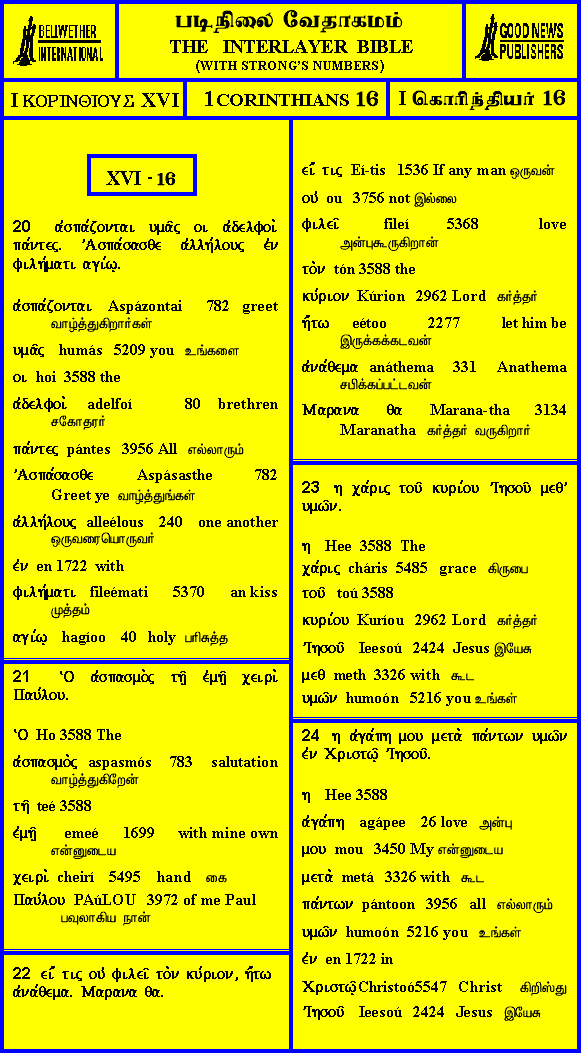 BELLWETHER
INTERNATIONAL
படிநிலை வேதாகமம்
THE INTERLAYER BIBLE
(WITH STRONG'S NUMBERS)
GOOD NEWS
PUBLISHERS
I ΚΟΡΙΝΘΙΟΥΣ XVI
1 CORINTHIANS 16
I கொரிந்தியர் 16
XVI - 16
20 ἀσπάζονται υμᾶς οι ἀδελφοὶ
πάντες. Ἀσπάσασθε ἀλλήλους ἐν
φιλήματι αγίῳ.
ἀσπάζονται Aspázontai 782 greet
வாழ்த்துகிறார்கள்
υμᾶς humás 5209 you உங்களை
οι hoi 3588 the
ἀδελφοὶ adelfoí 80 brethren
சகோதரர்
πάντες pántes 3956 All எல்லாரும்
Ἀσπάσασθε Aspásasthe 782
Greet ye வாழ்த்துங்கள்
ἀλλήλους alleélous 240 one another
ஒருவரையொருவர்
ἐν en 1722 with
φιλήματι fileémati 5370 an kiss
முத்தம்
αγίῳ hagíoo 40 holy பரிசுத்த
21 Ὁ ἀσπασμὸς τῇ ἐμῇ χειρὶ
Παύλου.
Ὁ Ho 3588 The
ἀσπασμὸς aspasmós 783 salutation
வாழ்த்துகிறேன்
τῇ teé 3588
ἐμῇ emeé 1699 with mine own
என்னுடைய
χειρὶ cheirí 5495 hand கை
Παύλου PAúLOU 3972 of me Paul
பவுலாகிய நான்
22 εἴ τις οὐ φιλεῖ τὸν κύριον, ἤτω
ἀνάθεμα. Μαρανα θα.
εἴ τις Eí-tis 1536 If any man ஒருவன்
οὐ ou 3756 not இல்லை
φιλεῖ fileí 5368 love
அன்புகூருகிறான்
τὸν tón 3588 the
κύριον Kúrion 2962 Lord கர்த்தர்
ἤτω eétoo 2277 let him be
இருக்கக்கடவன்
ἀνάθεμα anáthema 331 Anathema
சபிக்கப்பட்டவன்
Μαρανα θα Marana-tha 3134
Maranatha கர்த்தர் வருகிறார்
23 η χάρις τοῦ κυρίου Ἰησοῦ μεθ'
υμῶν.
η Hee 3588 The
χάρις cháris 5485 grace கிருபை
τοῦ toú 3588
κυρίου Kuríou 2962 Lord கர்த்தர்
Ἰησοῦ Ieesoú 2424 Jesus இயேசு
μεθ meth 3326 with கூட
υμῶν humoón 5216 you உங்கள்
24 η ἀγάπη μου μετὰ πάντων υμῶν
ἐν Χριστῷ Ἰησοῦ.
η Hee 3588
ἀγάπη agápee 26 love அன்பு
μου mou 3450 My என்னுடைய
μετὰ metá 3326 with கூட
πάντων pántoon 3956 all எல்லாரும்
υμῶν humoón 5216 you உங்கள்
ἐν en 1722 in
Χριστῷ Christoó5547 Christ கிறிஸ்து
Ἰησοῦ Ieesoú 2424 Jesus இயேசு